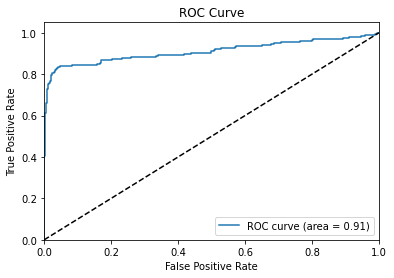 ROC Curve
1.0
0.8
0.6
0.4
0.2
0.0
True Positive Rate
ROC curve (area = 0.91)
0.0 0.2 0.4 0.6 0.8 1.0
False Positive Rate